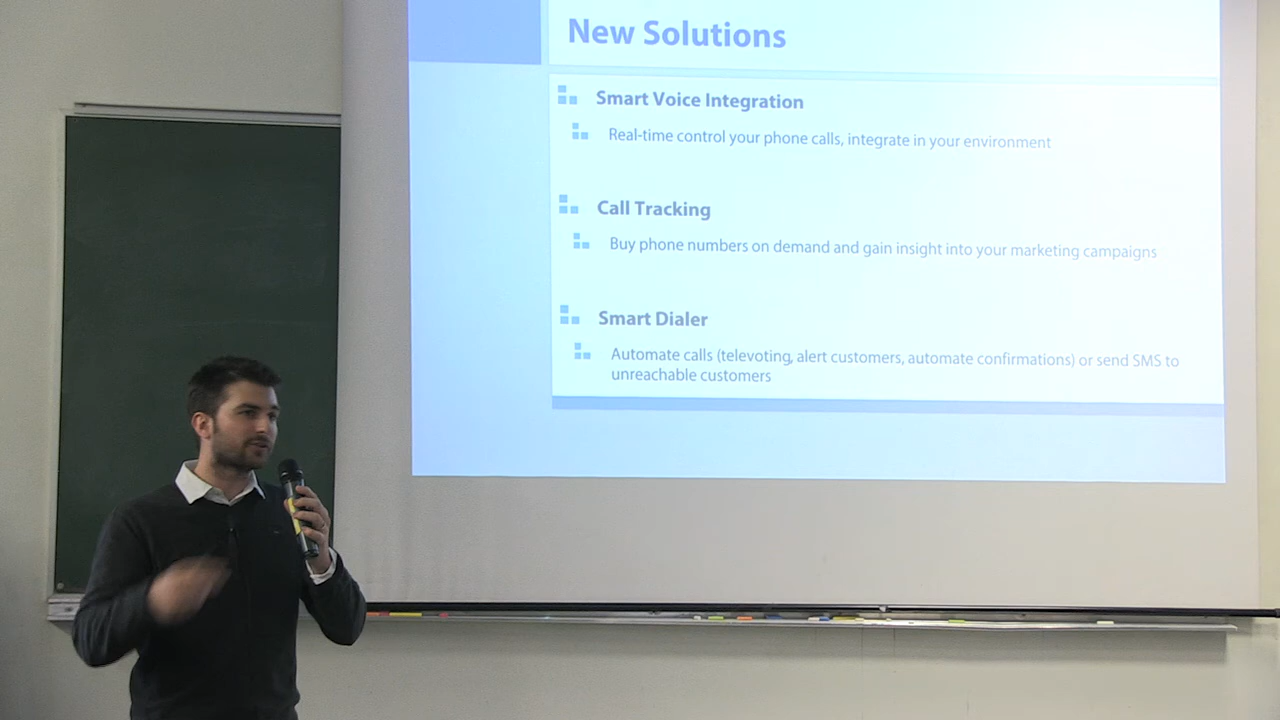 New Solutions
Smart Voice Integration
Real-time control your phone calls, integrate in your environment
Call Tracking
Buy phone numbers on demand and gain insight into your marketing campaigns
Smart Dialer
Automate calls (televoting, alert customers, automate confirmations) or send SMS to
unreachable customers